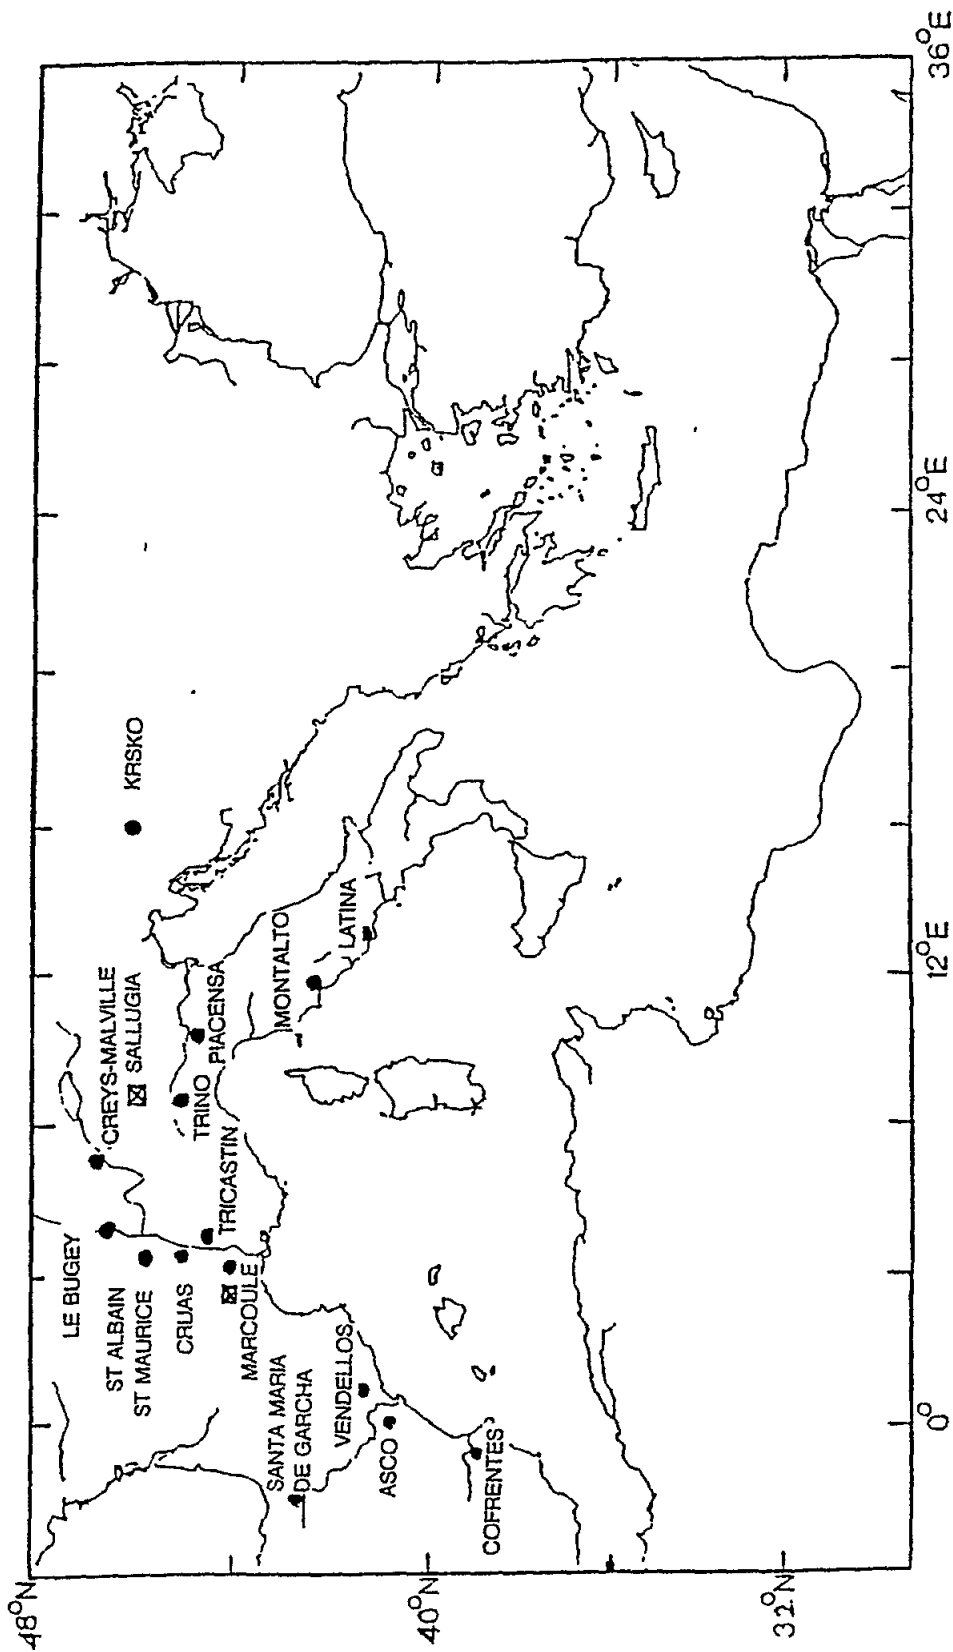 48°N
40°N
32°N
0°
12°E
24°E
36°E
LE BUGEY
ST ALBAIN
ST MAURICE
CRUAS
MARCOULE
SANTA MARIA
DE GARCHA
VENDELLOS
ASCO
COFRENTES
CREYS-MALVILLE
SALLUGIA
TRINO
PIACENSA
TRICASTIN
MONTALTO
LATINA
KRSKO